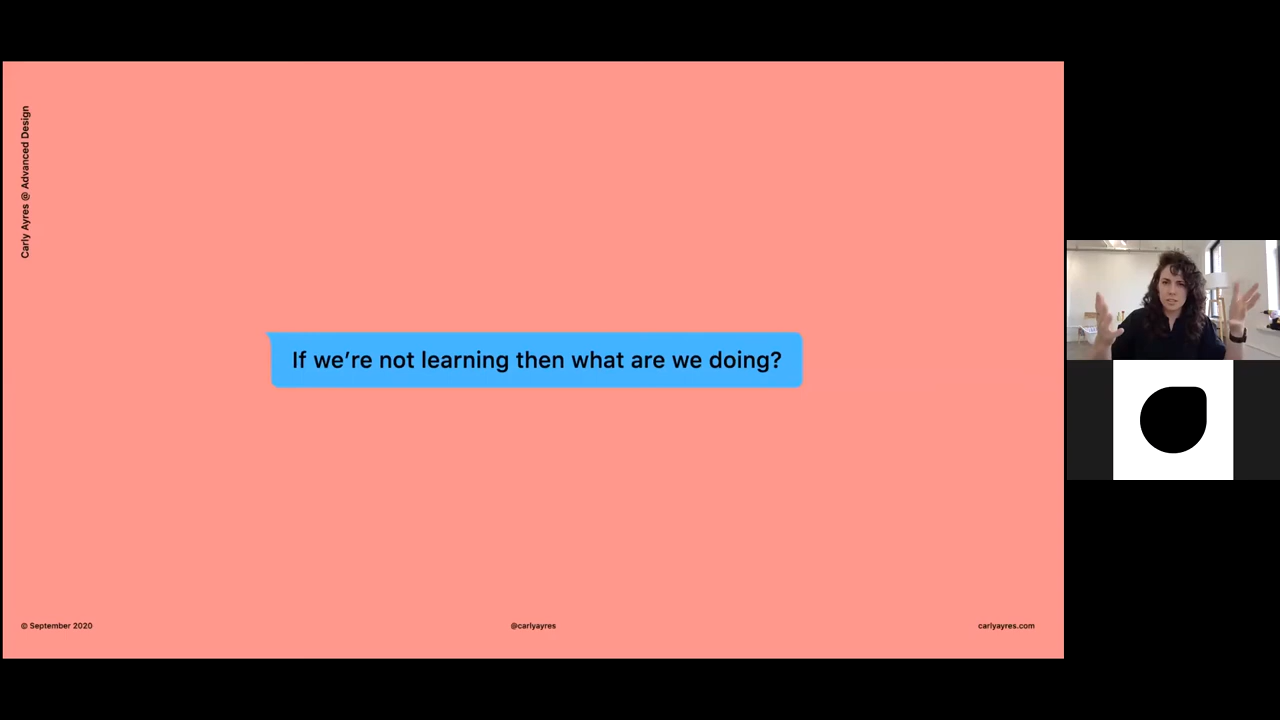 Carly Ayres @ Advanced Design
If we’re not learning then what are we doing?
© September 2020
@carlyayres
carlyayres.com